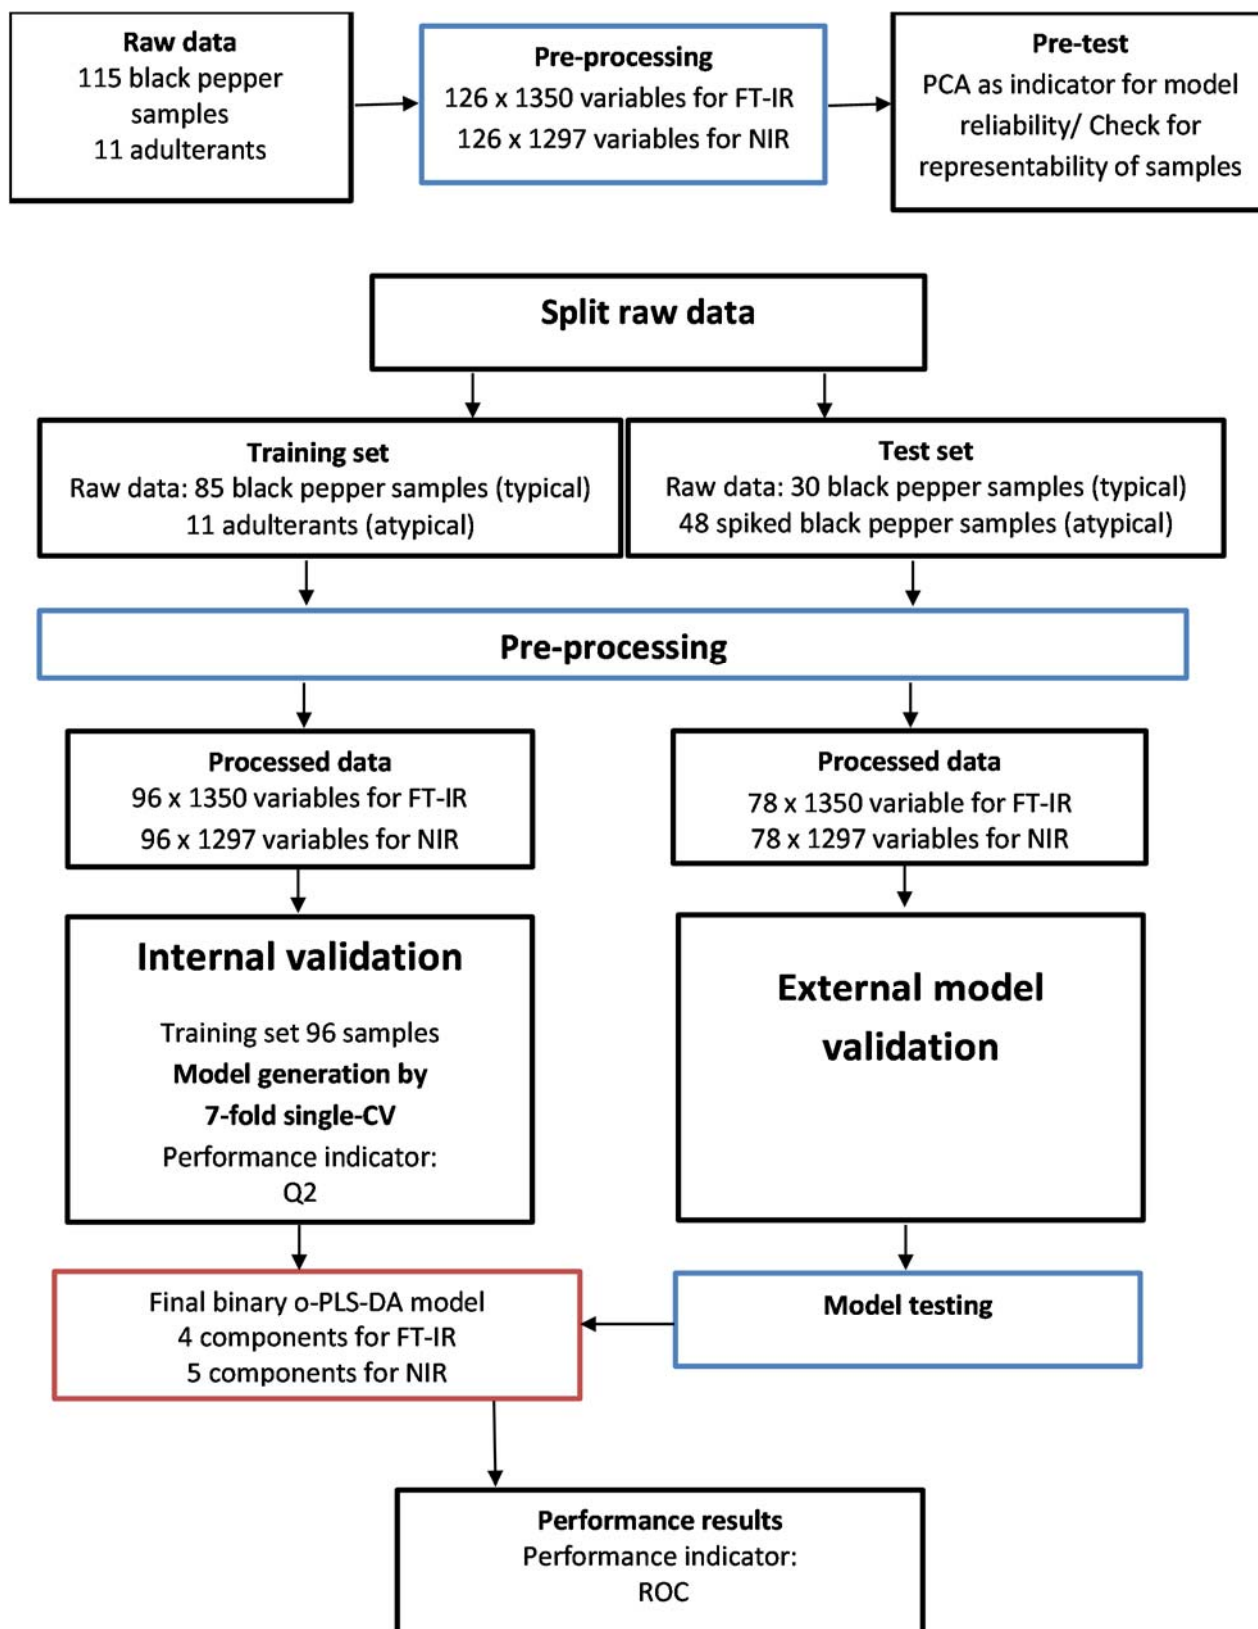 Raw data
115 black pepper
samples
11 adulterants
Pre-processing
126 x 1350 variables for FT-IR
126 x 1297 variables for NIR
Pre-test
PCA as indicator for model
reliability/ Check for
representability of samples
Split raw data
Training set
Raw data: 85 black pepper samples (typical)
11 adulterants (atypical)
Test set
Raw data: 30 black pepper samples (typical)
48 spiked black pepper samples (atypical)
Pre-processing
Processed data
96 x 1350 variables for FT-IR
96 x 1297 variables for NIR
Processed data
78 x 1350 variable for FT-IR
78 x 1297 variables for NIR
Internal validation
Training set 96 samples
Model generation by
7-fold single-CV
Performance indicator:
Q2
External model
validation
Final binary o-PLS-DA model
4 components for FT-IR
5 components for NIR
Model testing
Performance results
Performance indicator:
ROC